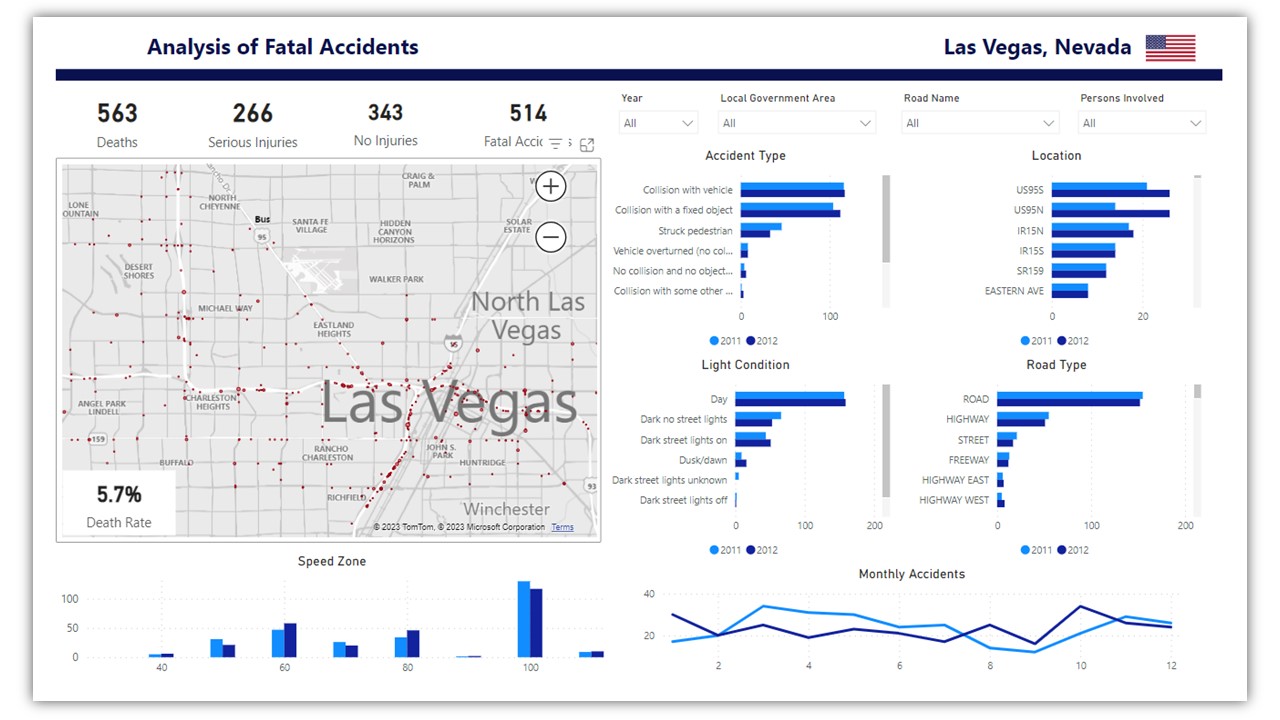 Analysis of Fatal Accidents
Las Vegas, Nevada
563
Deaths
266
Serious Injuries
343
No Injuries
514
Fatal Accic
Year
All
Local Government Area
All
Road Name
All
Persons Involved
All
CRAIG &
PALM
NORTH
CHEYENNE
LONE
OUNTAIN
Bus
95
SANTA FE
VILLAGE
HIDDEN
CANYON
HORIZONS
SOLAR
ESTATE
DESERT
SHORES
WALKER PARK
MICHAEL WAY
North Las
Vegas
EASTLAND
HEIGHTS
Las Vegas
ANGEL PARK
LINDELL
CHARLESTON
HEIGHTS
159
BUFFALO
RANCHO
CHARLESTON
JOHN S.
PARK
HUNTRIDGE
RICHFIELD
93
Winchester
5.7%
Death Rate
© 2023 TomTom, © 2023 Microsoft Corporation Terms
Accident Type
Collision with vehicle
Collision with a fixed object
Struck pedestrian
Vehicle overturned (no col...
No collision and no object...
Collision with some other ...
0 100
2011 2012
Location
US95S
US95N
IR15N
IR15S
SR159
EASTERN AVE
0 20
2011 2012
Light Condition
Day
Dark no street lights
Dark street lights on
Dusk/dawn
Dark street lights unknown
Dark street lights off
0 100 200
2011 2012
Road Type
ROAD
HIGHWAY
STREET
FREEWAY
HIGHWAY EAST
HIGHWAY WEST
0 100 200
2011 2012
Speed Zone
100
50
0
40 60 80 100
Monthly Accidents
40
20
2 4 6 8 10 12